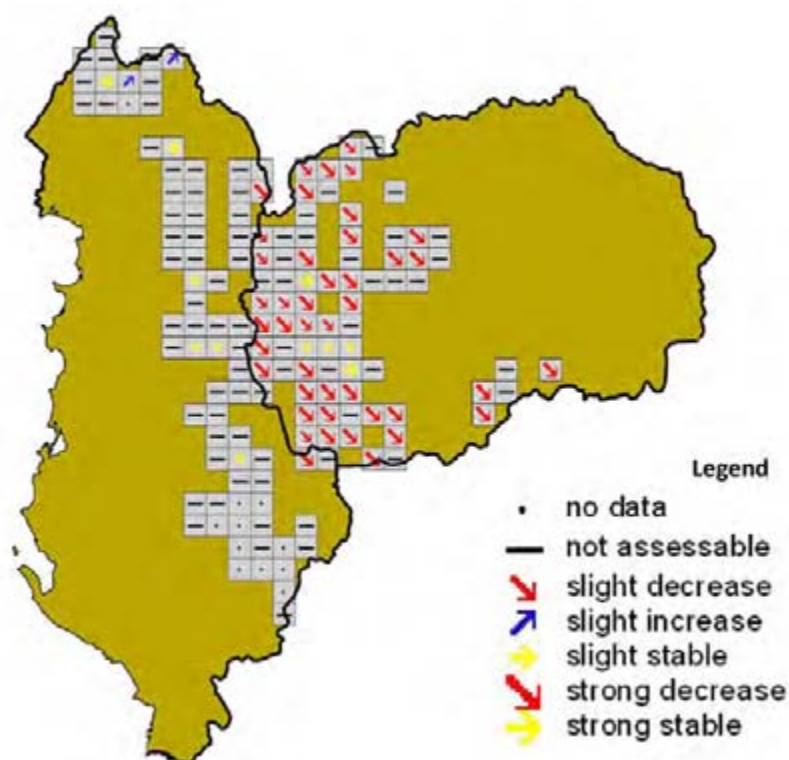 Legend
no data
not assessable
slight decrease
slight increase
slight stable
strong decrease
strong stable